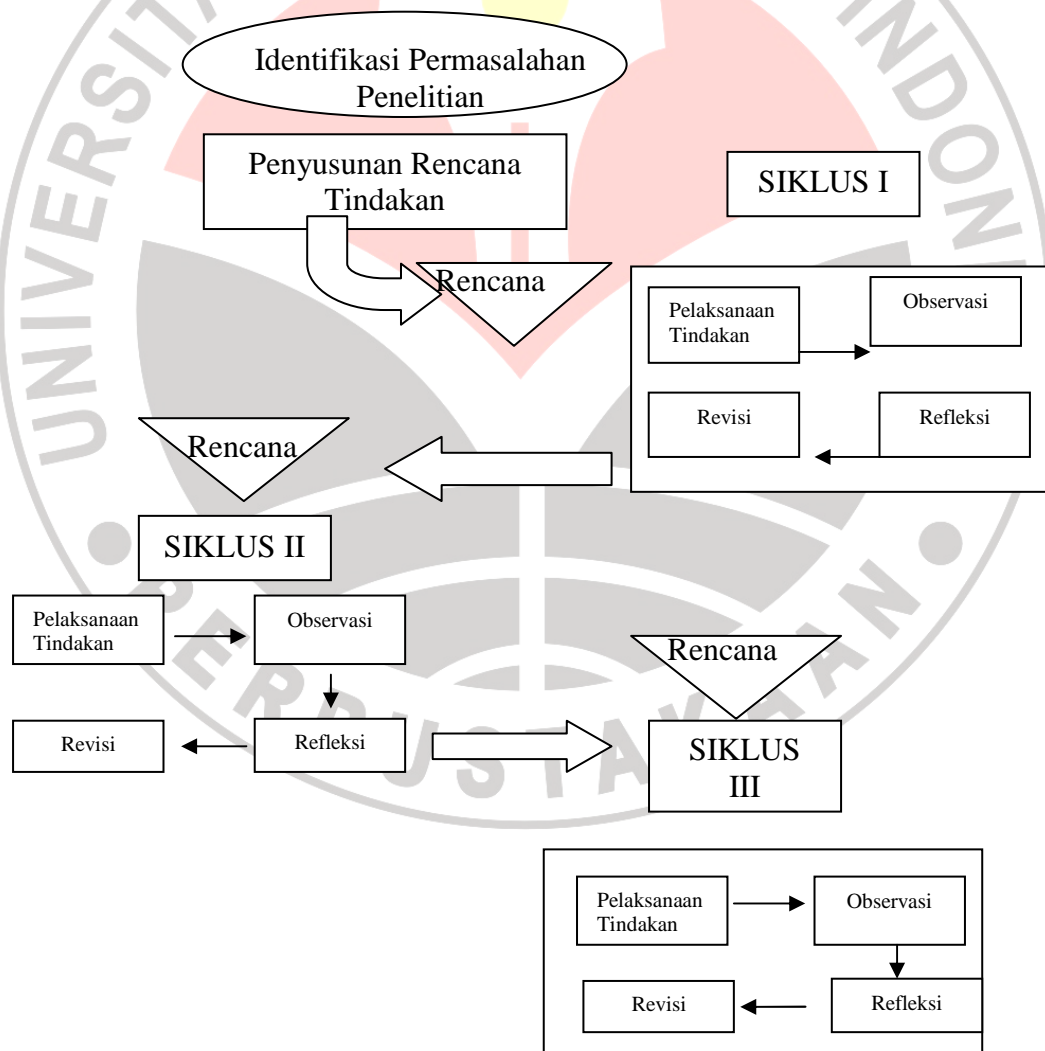 Identifikasi Permasalahan
Penelitian
Penyusunan Rencana
Tindakan
SIKLUS I
Rencana
Pelaksanaan
Tindakan
Observasi
Revisi
Refleksi
Rencana
SIKLUS II
Pelaksanaan
Tindakan
Observasi
Revisi
Refleksi
Rencana
SIKLUS
III
Pelaksanaan
Tindakan
Observasi
Revisi
Refleksi
PERPUSTAKAAN